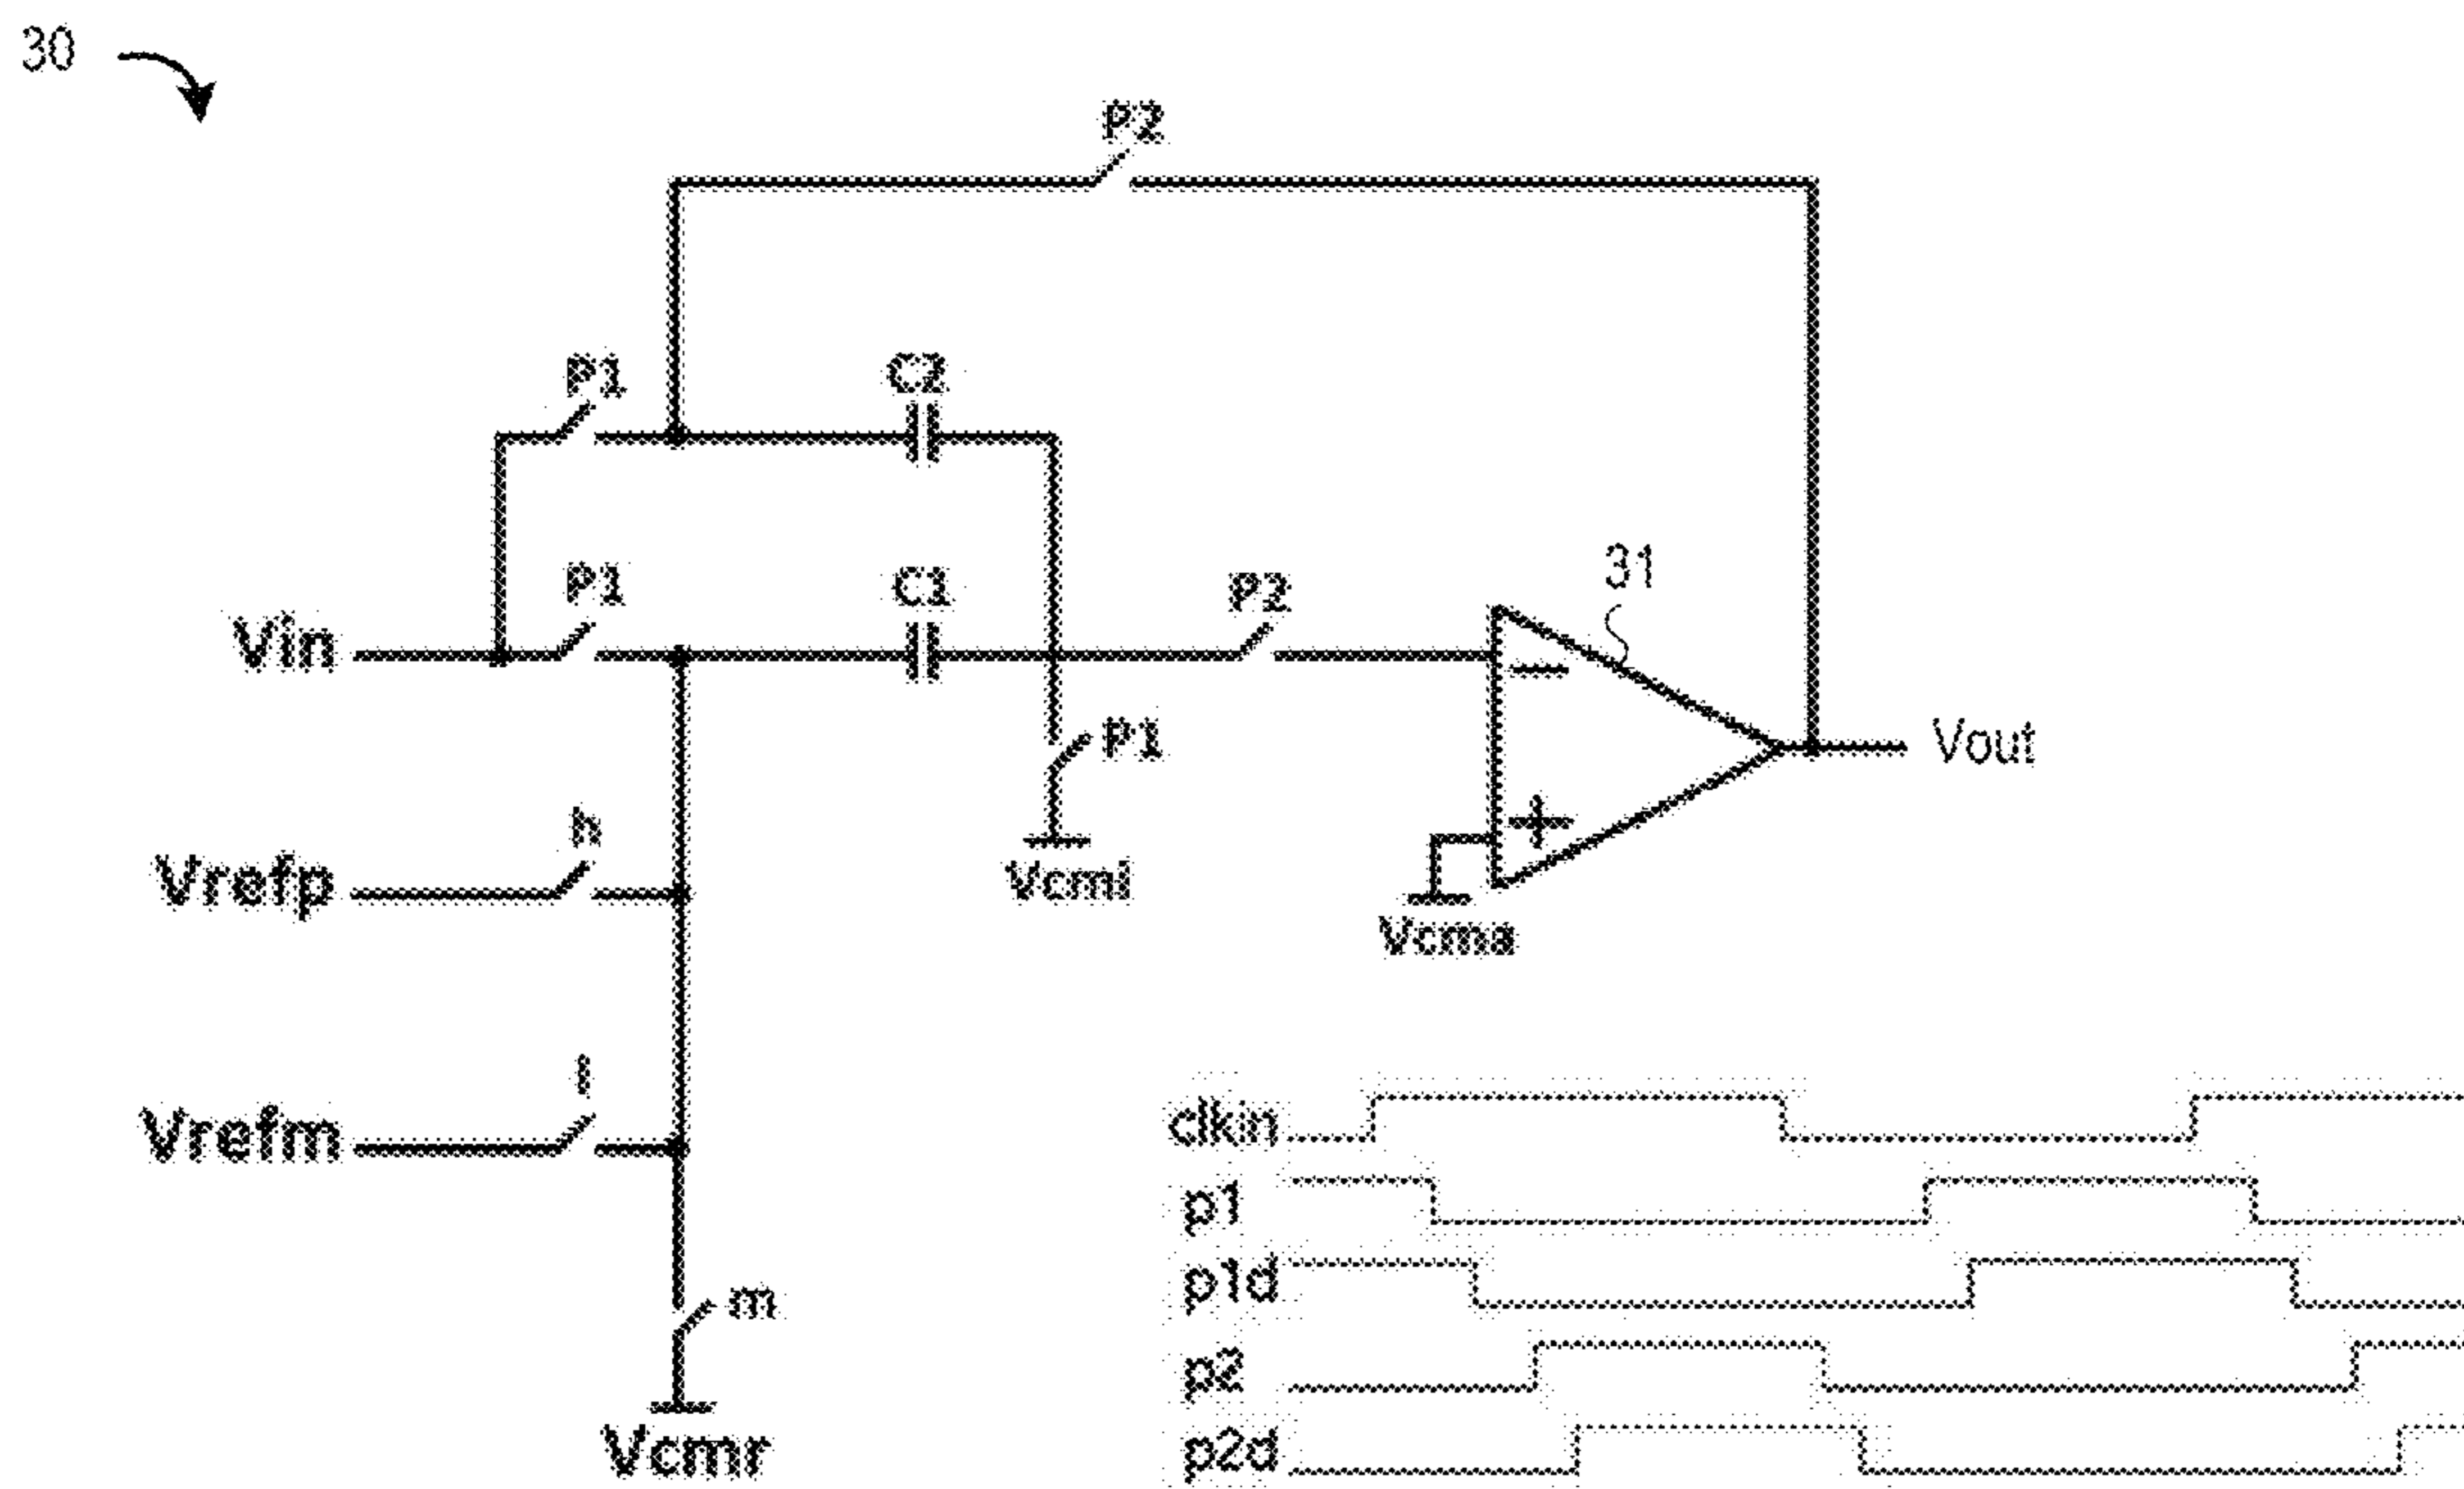 30
P2
P1
C2
P1
C1
P2
31
Vin
P1
Vout
h
Vrefp
Vcmi
Vcma
l
Vrefm
clkin
p1
p1d
m
p2
Vcmr
p2d